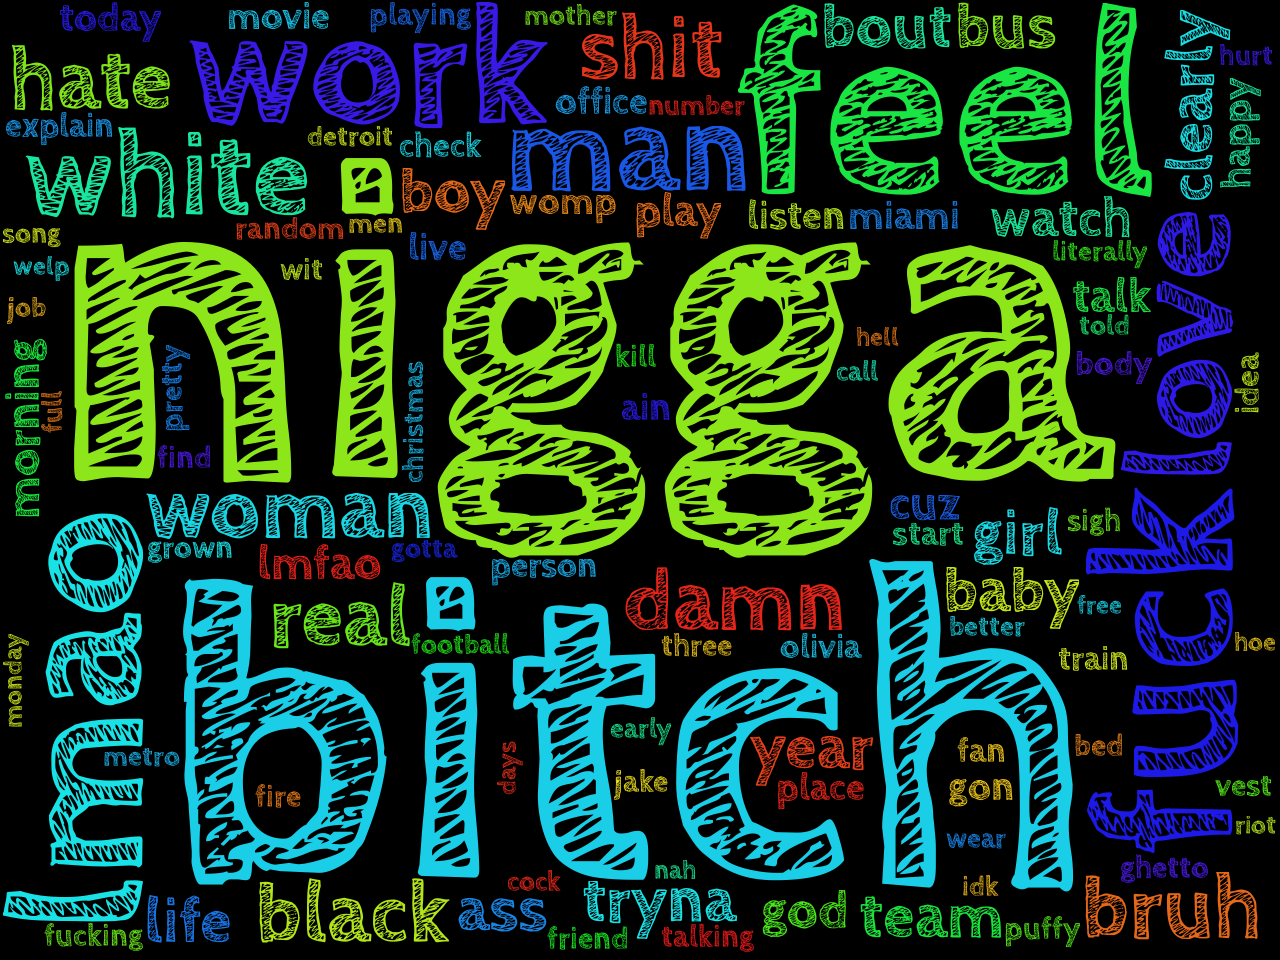 today
movie
playing
mother
hate
work
shit
feel
bout
bus
clearly
hurt
explain
office
number
happy
detroit
check
man
white
boy
womp
play
listen
miami
watch
random
men
song
live
literally
love
welp
wit
nigga
job
talk
told
hell
morning
full
pretty
christmas
kill
call
body
idea
ain
find
woman
cuz
start
girl
sigh
fuck
grown
lmfao
gotta
person
lmao
bitch
real
football
damn
baby
free
better
three
olivia
train
hoe
monday
early
year
fan
bed
metro
days
jake
place
gon
vest
fire
wear
riot
nah
ghetto
cock
idk
life
black
ass
tryna
god
team
puffy
bruh
fucking
friend
talking